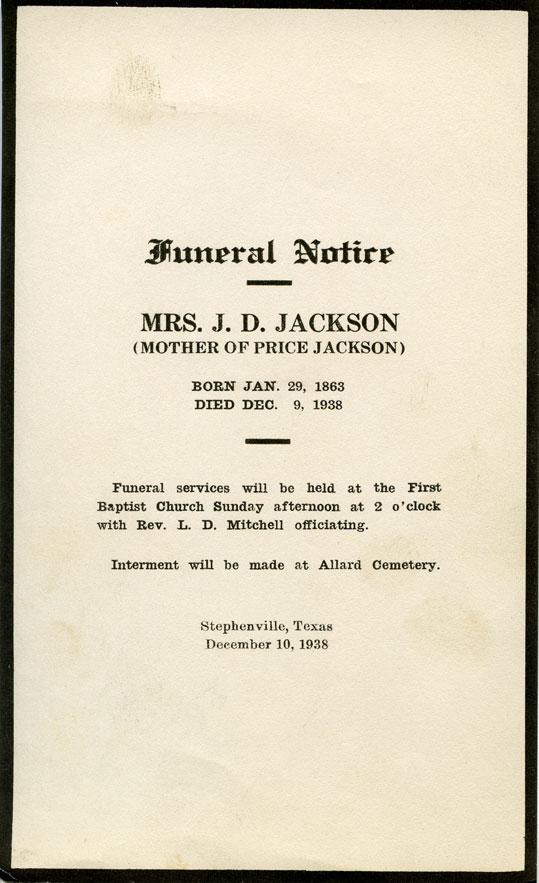 Funeral Notice
MRS. J. D. JACKSON
(MOTHER OF PRICE JACKSON)
BORN JAN. 29, 1863
DIED DEC. 9, 1938
Funeral services will be held at the First
Baptist Church Sunday afternoon at 2 o'clock
with Rev. L. D. Mitchell officiating.
Interment will be made at Allard Cemetery.
Stephenville, Texas
December 10, 1938